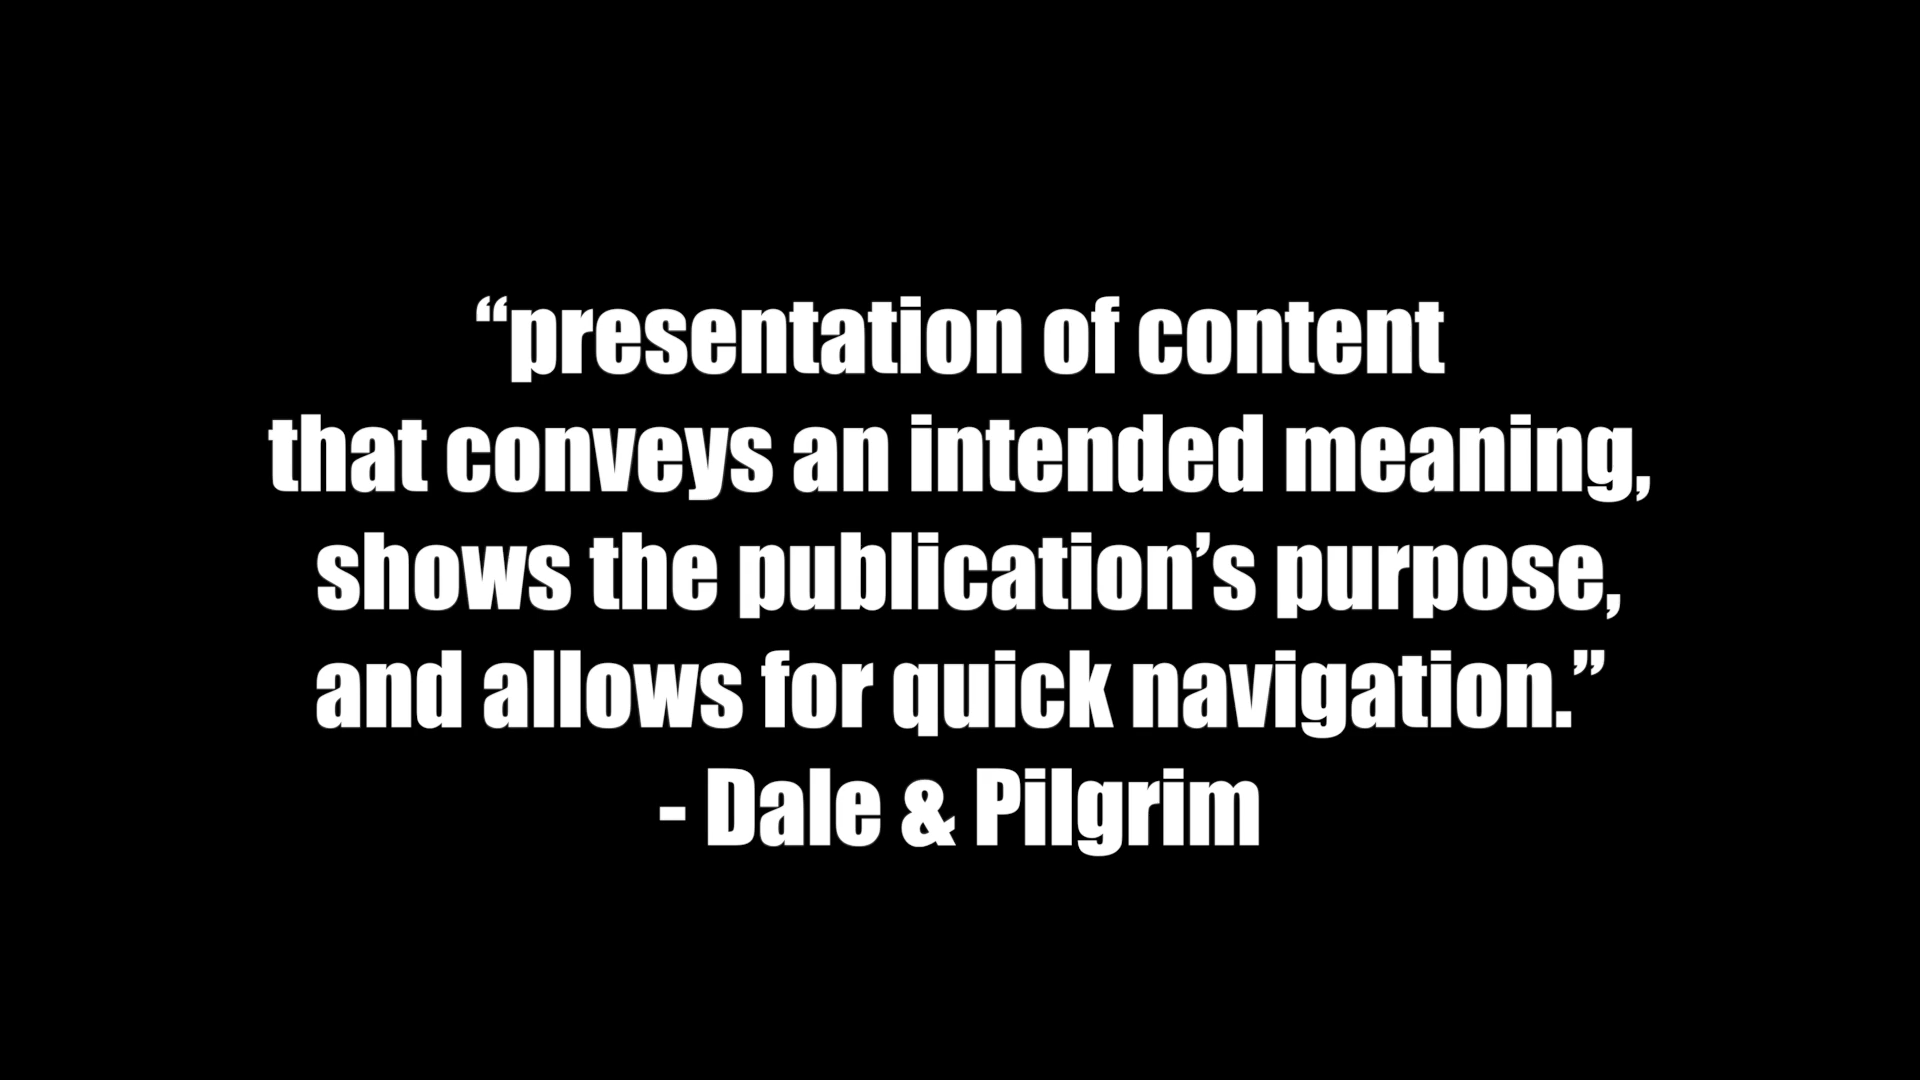 “presentation of content
that conveys an intended meaning,
shows the publication’s purpose,
and allows for quick navigation.”
- Dale & Pilgrim